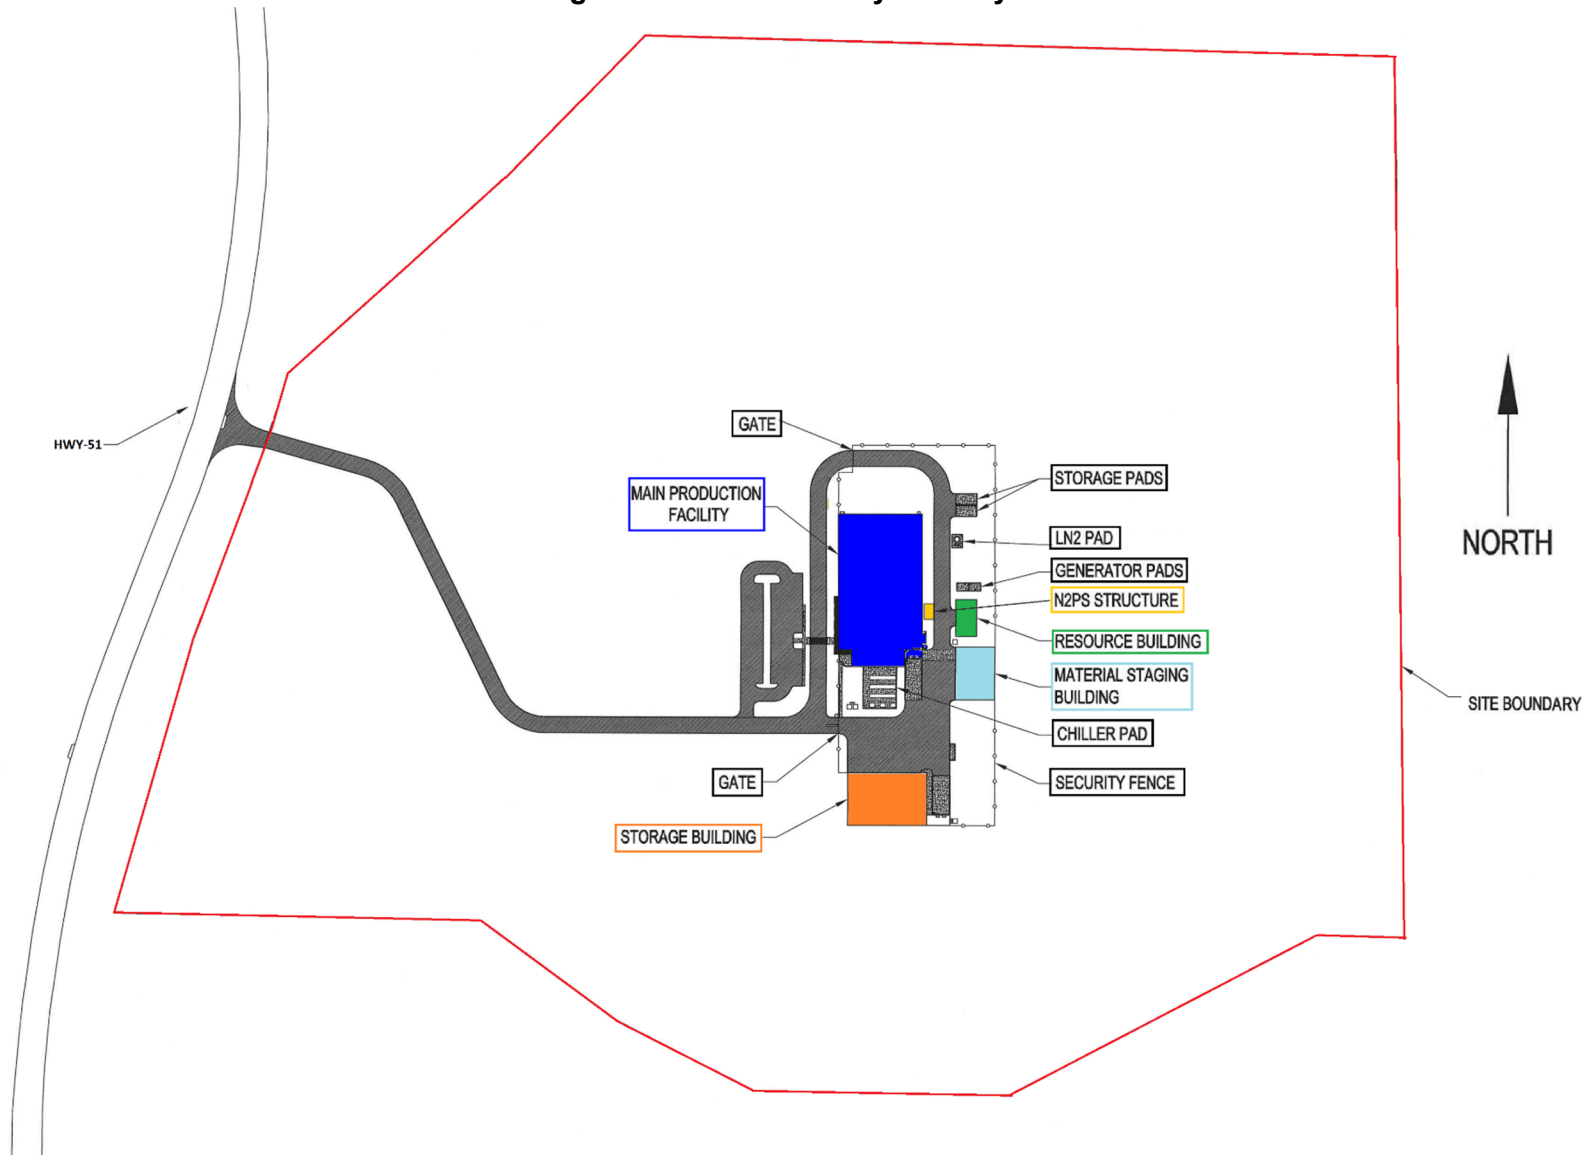 HWY-51
GATE
MAIN PRODUCTION
FACILITY
STORAGE PADS
LN2 PAD
GENERATOR PADS
N2PS STRUCTURE
RESOURCE BUILDING
MATERIAL STAGING
BUILDING
CHILLER PAD
SECURITY FENCE
GATE
STORAGE BUILDING
NORTH
SITE BOUNDARY